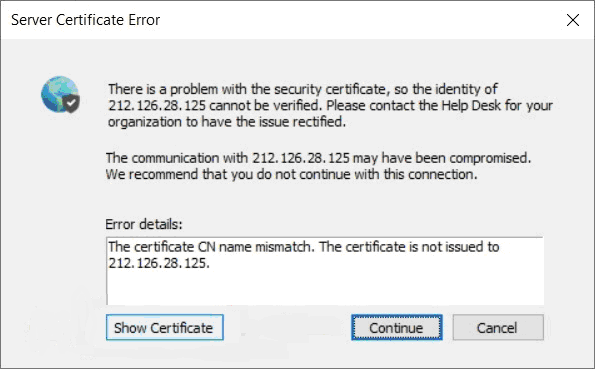 Server Certificate Error
There is a problem with the security certificate, so the identity of
212.126.28.125 cannot be verified. Please contact the Help Desk for your
organization to have the issue rectified.
The communication with 212.126.28.125 may have been compromised.
We recommend that you do not continue with this connection.
Error details:
The certificate CN name mismatch. The certificate is not issued to
212.126.28.125.
Show Certificate
Continue
Cancel